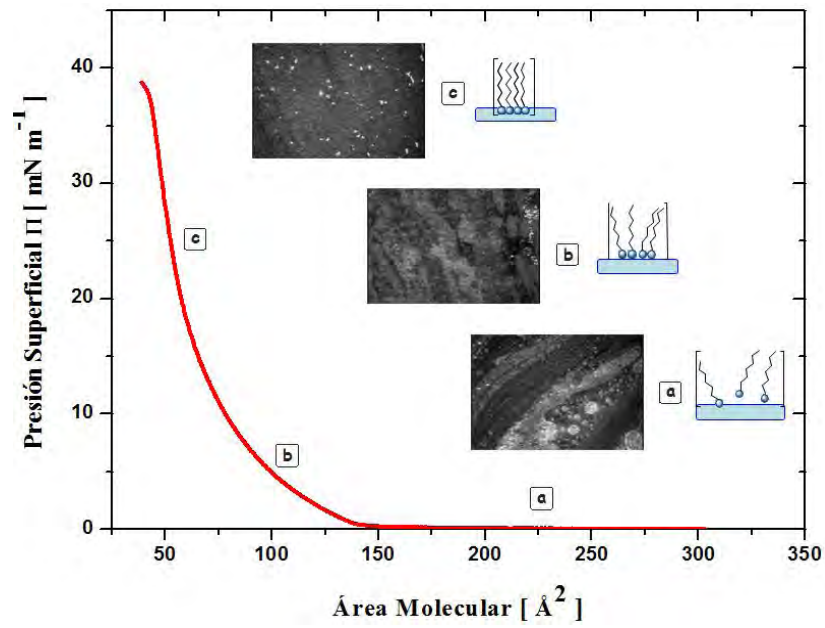 Presión Superficial Π [ mN m⁻¹ ]
40
30
20
10
0
c
b
a
c
b
a
50 100 150 200 250 300 350
Área Molecular [ Å² ]